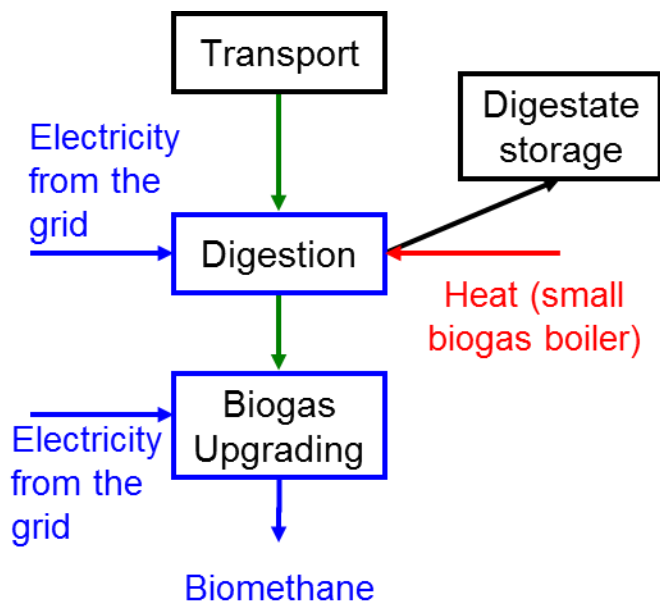 Transport
Digestate
storage
Electricity
from the
grid
Digestion
Heat (small
biogas boiler)
Biogas
Upgrading
Electricity
from the
grid
Biomethane